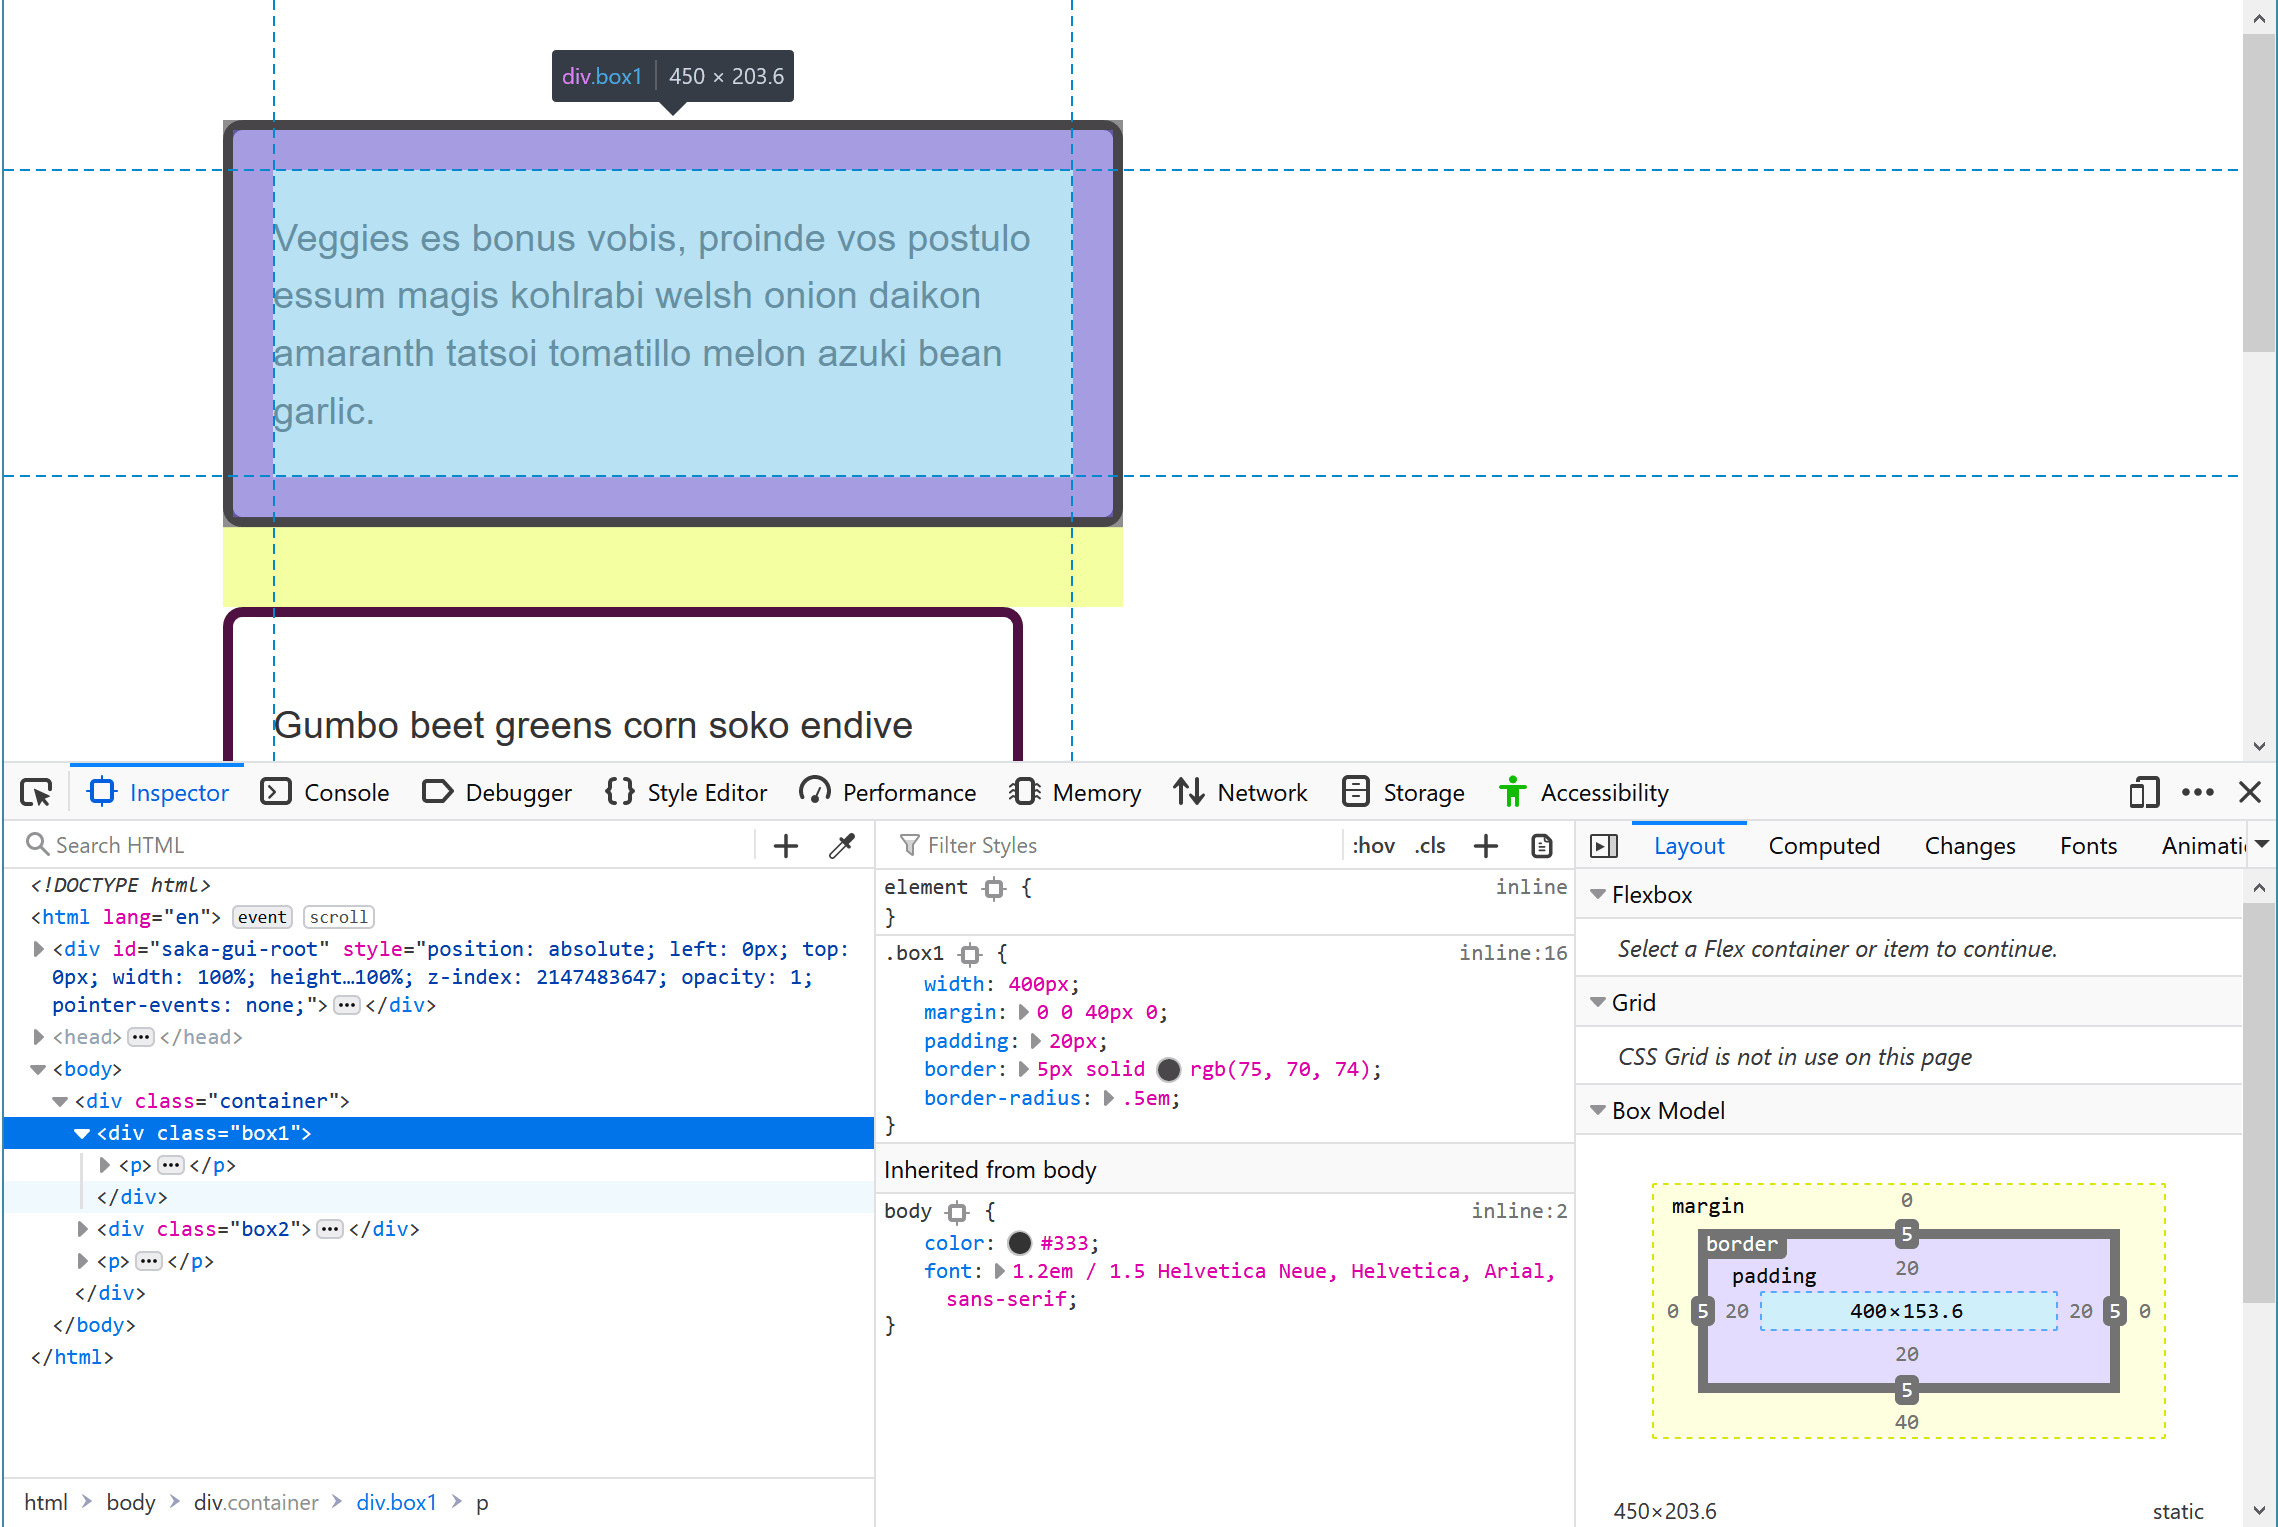 div.box1 450 × 203.6
Veggies es bonus vobis, proinde vos postulo
essum magis kohlrabi welsh onion daikon
amaranth tatsoi tomatillo melon azuki bean
garlic.
Gumbo beet greens corn soko endive
Inspector Console Debugger {} Style Editor Performance Memory Network Storage Accessibility
Search HTML
<!DOCTYPE html>
<html lang="en"> event scroll
<div id="saka-gui-root" style="position: absolute; left: 0px; top:
0px; width: 100%; height…100%; z-index: 2147483647; opacity: 1;
pointer-events: none;"> ••• </div>
<head> ••• </head>
<body>
<div class="container">
<div class="box1">
<p> ••• </p>
</div>
<div class="box2"> ••• </div>
<p> ••• </p>
</div>
</body>
</html>
html body div.container div.box1 p
Filter Styles :hov .cls
element { inline
}
.box1 { inline:16
width: 400px;
margin: 0 0 40px 0;
padding: 20px;
border: 5px solid rgb(75, 70, 74);
border-radius: .5em;
}
Inherited from body
body { inline:2
color: #333;
font: 1.2em / 1.5 Helvetica Neue, Helvetica, Arial,
sans-serif;
}
Layout Computed Changes Fonts Animati
Flexbox
Select a Flex container or item to continue.
Grid
CSS Grid is not in use on this page
Box Model
margin 0
border 5
padding 20
0 5 20 400×153.6 20 5 0
20
5
40
450×203.6 static